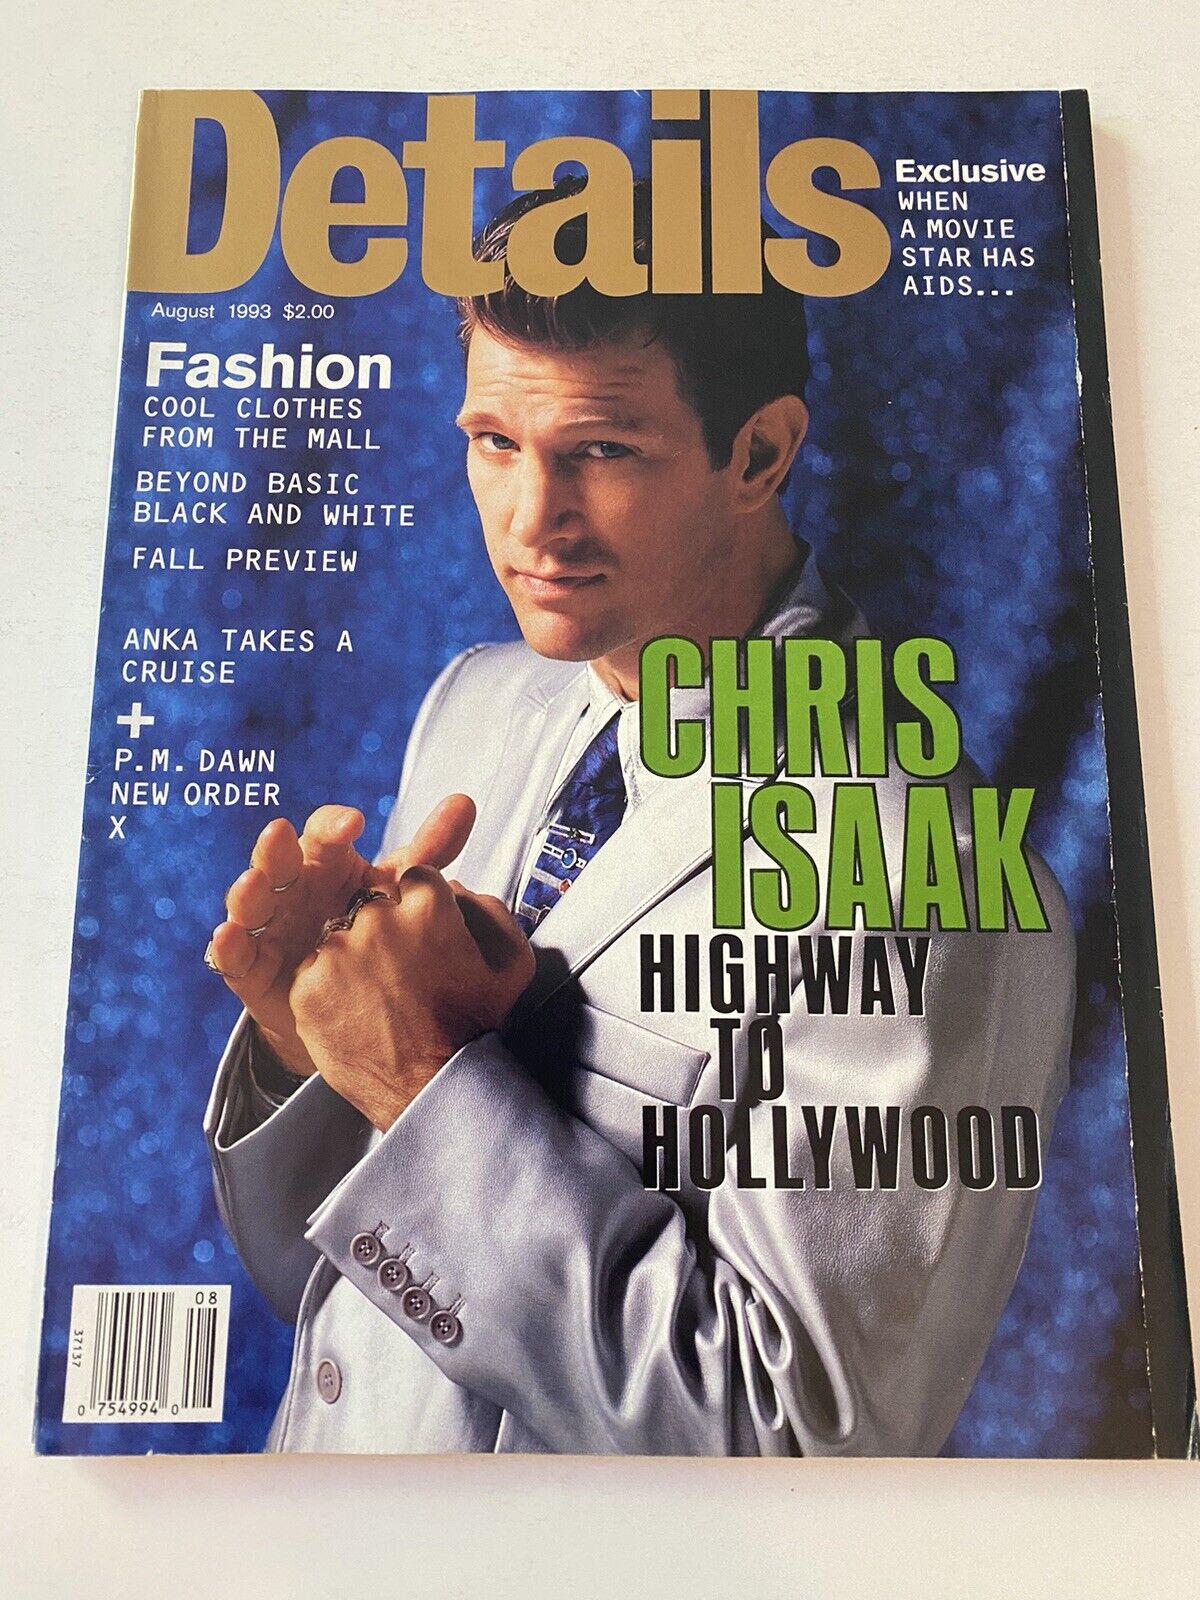 Details
Exclusive
WHEN
A MOVIE
STAR HAS
AIDS...
August 1993 $2.00
Fashion
COOL CLOTHES
FROM THE MALL
BEYOND BASIC
BLACK AND WHITE
FALL PREVIEW
ANKA TAKES A
CRUISE
+
P.M. DAWN
NEW ORDER
X
CHRIS
ISAAK
HIGHWAY
TO
HOLLYWOOD
08
37137
0 754994 0